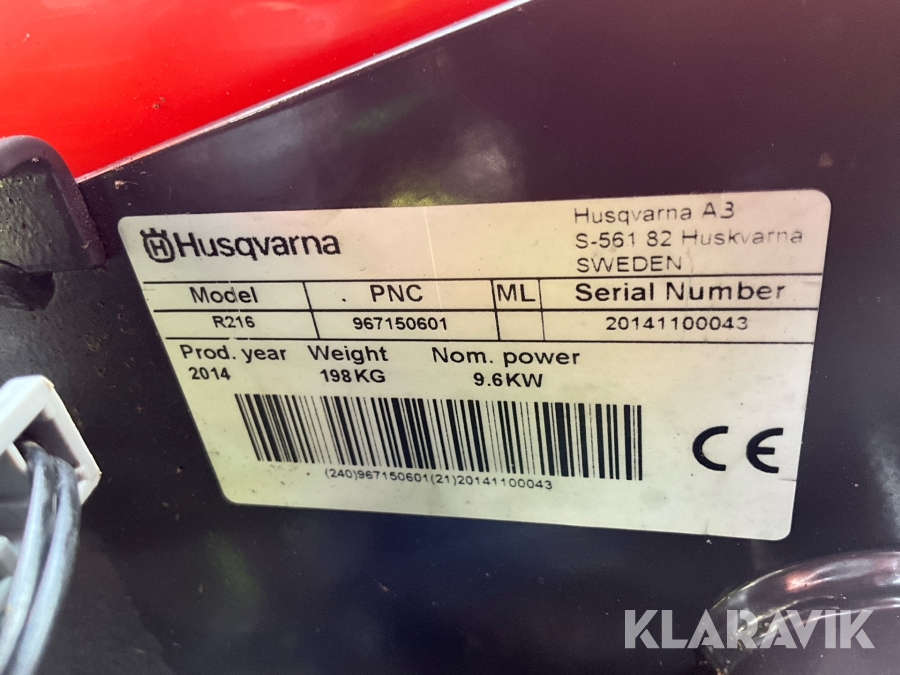 Husqvarna
Husqvarna AB
S-561 82 Huskvarna
SWEDEN
Model PNC ML Serial Number
R216 967150601 20141100043
Prod. year Weight Nom. power
2014 198KG 9.6KW
(240)967150601(21)20141100043
CE
KLARAVIK